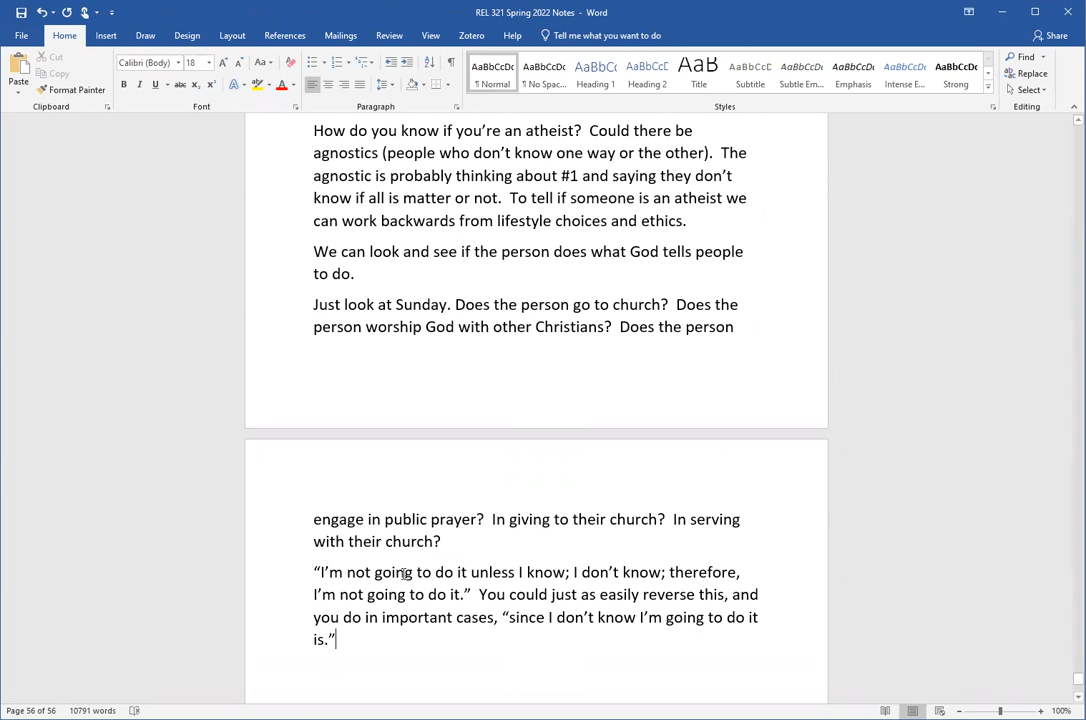 REL 321 Spring 2022 Notes - Word
File Home Insert Draw Design Layout References Mailings Review View Zotero Help Tell me what you want to do Share
Paste
Cut
Copy
Format Painter
Clipboard
Calibri (Body) 18
Font
Paragraph
AaBbCcDc AaBbCcDc AaBbCc AaBbCcD AaB AaBbCcD AaBbCcDc AaBbCcDc AaBbCcDc AaBbCcDc
¶ Normal ¶ No Spac... Heading 1 Heading 2 Title Subtitle Subtle Em... Emphasis Intense E... Strong
Styles
Find
Replace
Select
Editing
How do you know if you’re an atheist?  Could there be
agnostics (people who don’t know one way or the other).  The
agnostic is probably thinking about #1 and saying they don’t
know if all is matter or not.  To tell if someone is an atheist we
can work backwards from lifestyle choices and ethics.
We can look and see if the person does what God tells people
to do.
Just look at Sunday. Does the person go to church?  Does the
person worship God with other Christians?  Does the person
engage in public prayer?  In giving to their church?  In serving
with their church?
“I’m not going to do it unless I know; I don’t know; therefore,
I’m not going to do it.”  You could just as easily reverse this, and
you do in important cases, “since I don’t know I’m going to do it
is.”
Page 56 of 56 10791 words 100%